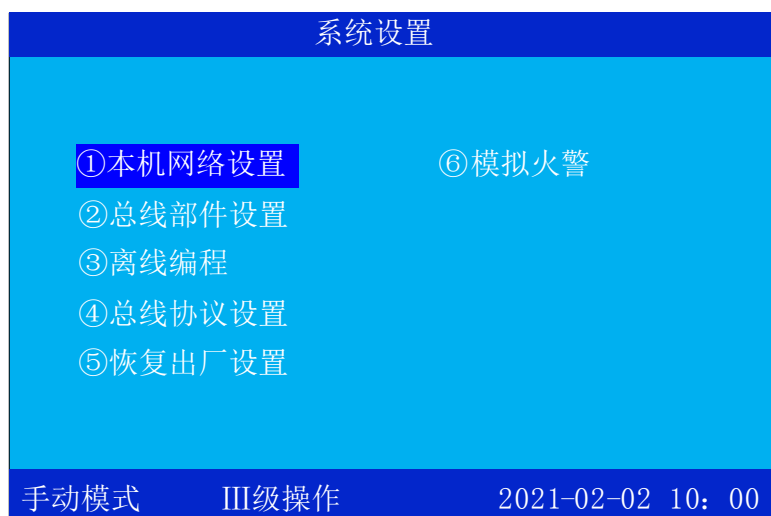 系统设置
①本机网络设置 ⑥模拟火警
②总线部件设置
③离线编程
④总线协议设置
⑤恢复出厂设置
手动模式 Ⅲ级操作 2021-02-02 10：00